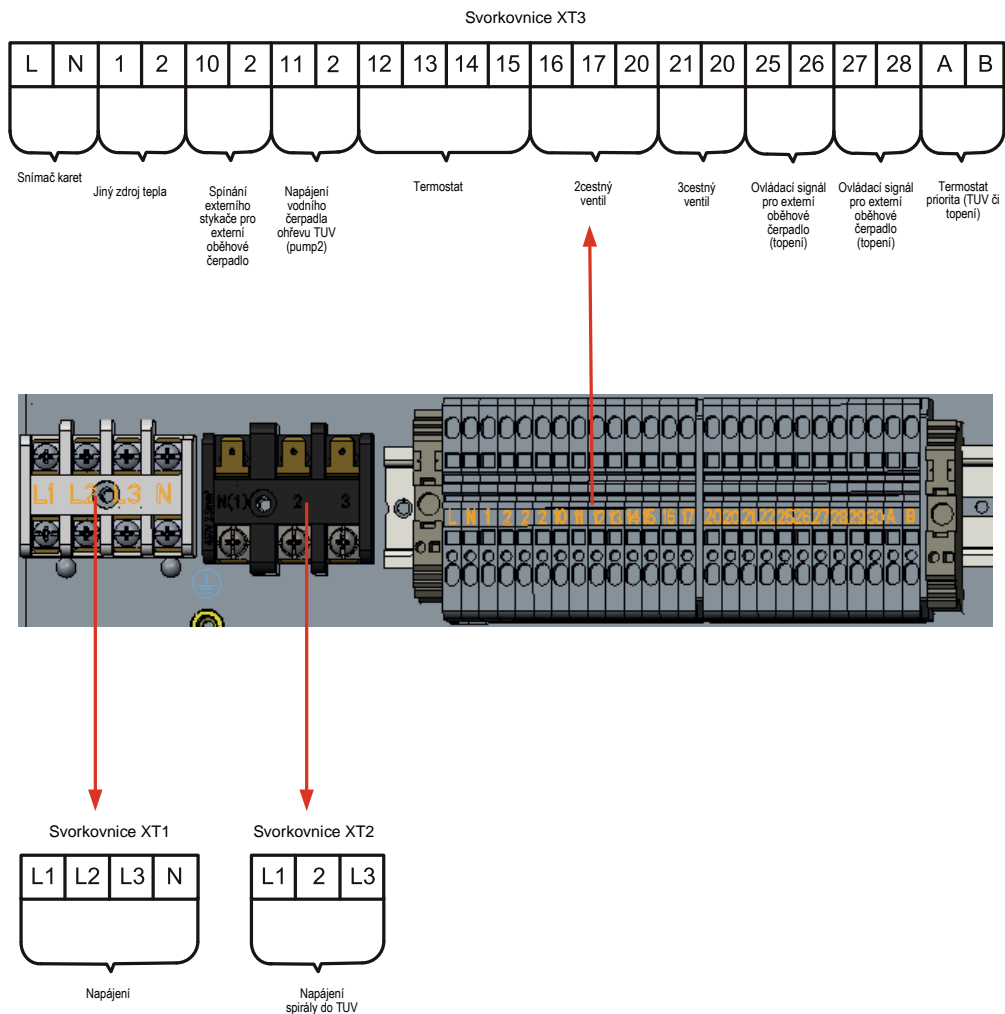 Svorkovnice XT3
L N 1 2 10 2 11 2 12 13 14 15 16 17 20 21 20 25 26 27 28 A B
Snímač karet
Jiný zdroj tepla
Spínání
externího
stykače pro
externí
oběhové
čerpadlo
Napájení
vodního
čerpadla
ohřevu TUV
(pump2)
Termostat
2cestný
ventil
3cestný
ventil
Ovládací signál
pro externí
oběhové
čerpadlo
(topení)
Ovládací signál
pro externí
oběhové
čerpadlo
(topení)
Termostat
priorita (TUV či
topení)
L1 L2 L3 N
N(1) 2 3
L N 1 2 2 2 10 11 12 13 14 15 16 17 20 20 21 22 25 26 27 28 29 30 A B
Svorkovnice XT1
L1 L2 L3 N
Napájení
Svorkovnice XT2
L1 2 L3
Napájení
spirály do TUV